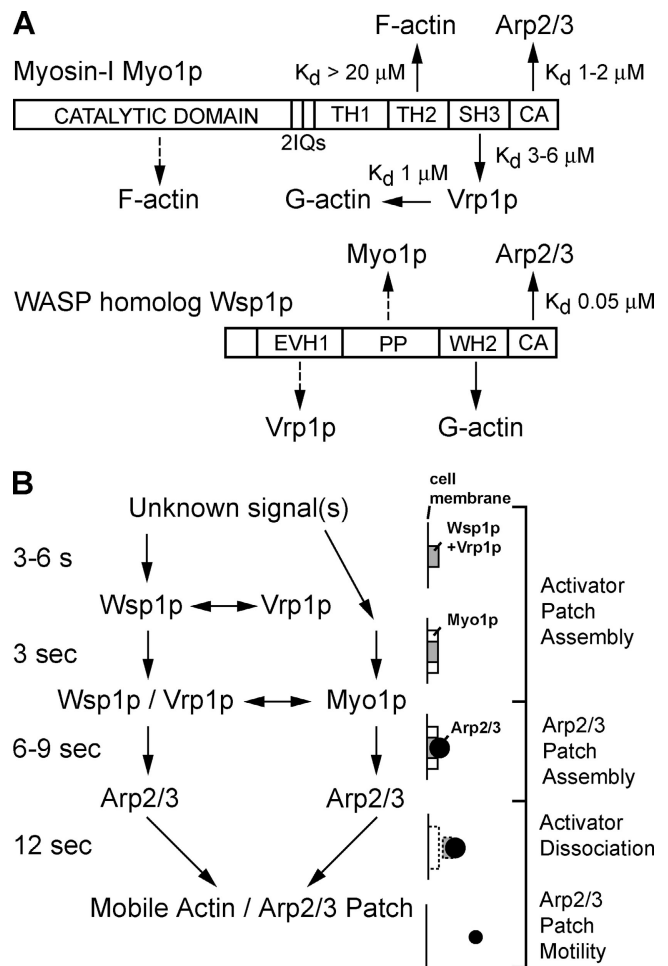 A
F-actin
Arp2/3
Myosin-I Myo1p
Kd > 20 μM
Kd 1-2 μM
CATALYTIC DOMAIN
TH1
TH2
SH3
CA
2IQs
Kd 1 μM
Kd 3-6 μM
F-actin
G-actin
Vrp1p
Myo1p
Arp2/3
WASP homolog Wsp1p
Kd 0.05 μM
EVH1
PP
WH2
CA
Vrp1p
G-actin
B
Unknown signal(s)
3-6 s
Wsp1p
Vrp1p
3 sec
Wsp1p / Vrp1p
Myo1p
6-9 sec
Arp2/3
Arp2/3
12 sec
Mobile Actin / Arp2/3 Patch
cell
membrane
Wsp1p
+Vrp1p
Myo1p
Arp2/3
Activator
Patch
Assembly
Arp2/3
Patch
Assembly
Activator
Dissociation
Arp2/3
Patch
Motility